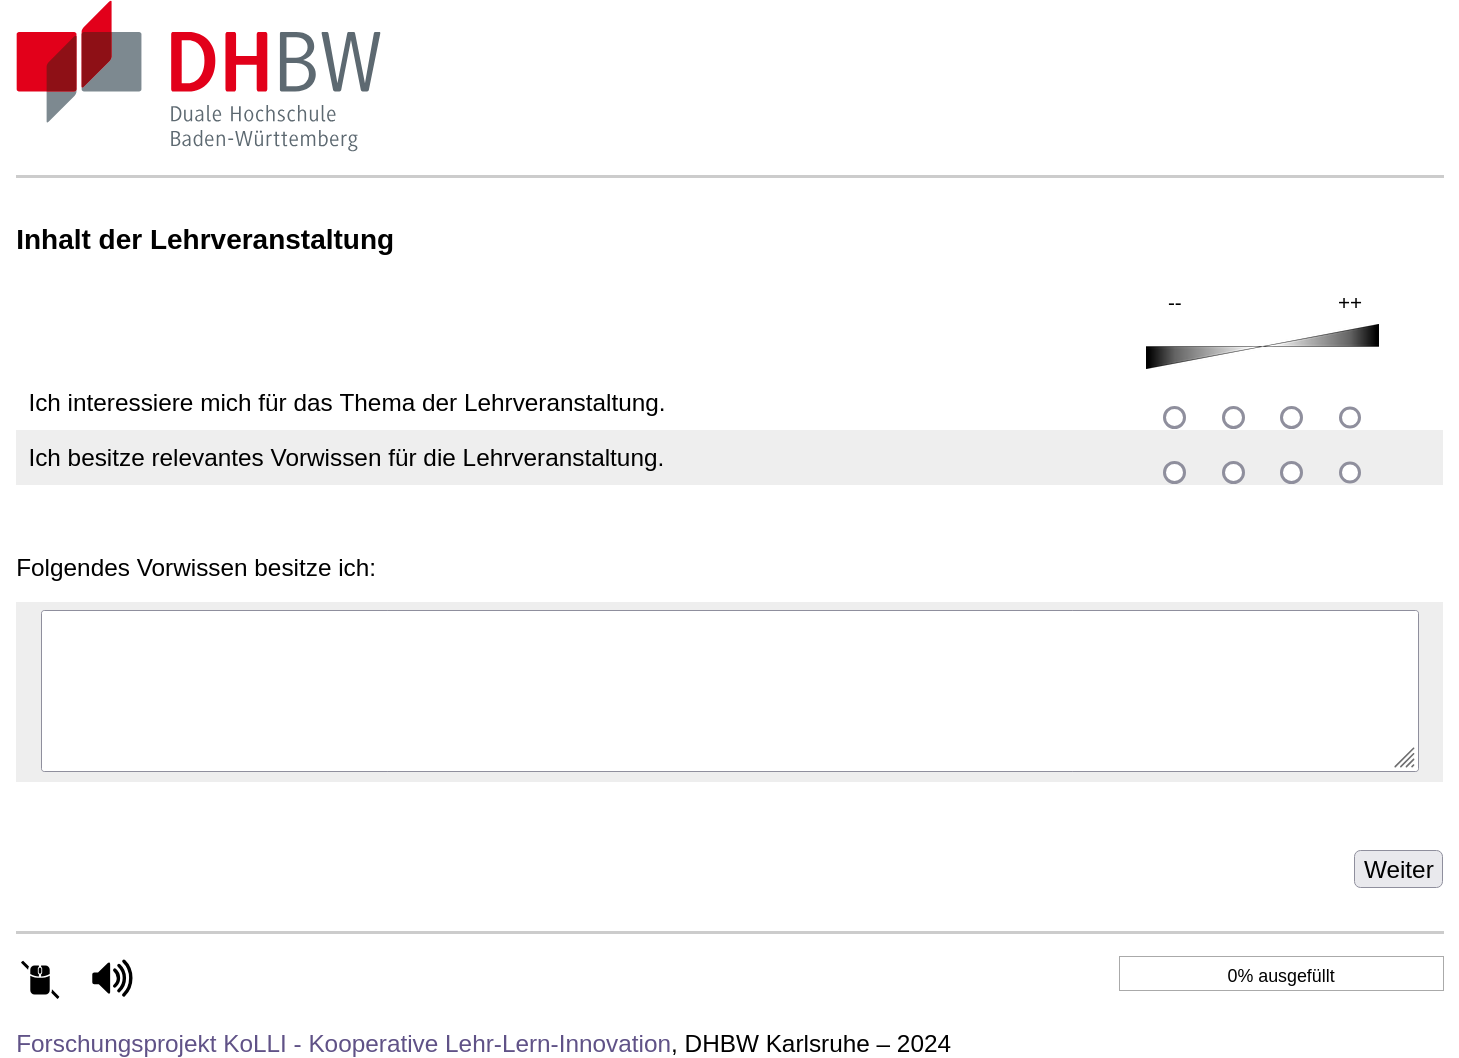 DHBW
Duale Hochschule
Baden-Württemberg
Inhalt der Lehrveranstaltung
-- ++
Ich interessiere mich für das Thema der Lehrveranstaltung.
Ich besitze relevantes Vorwissen für die Lehrveranstaltung.
Folgendes Vorwissen besitze ich:
Weiter
0% ausgefüllt
Forschungsprojekt KoLLI - Kooperative Lehr-Lern-Innovation, DHBW Karlsruhe – 2024